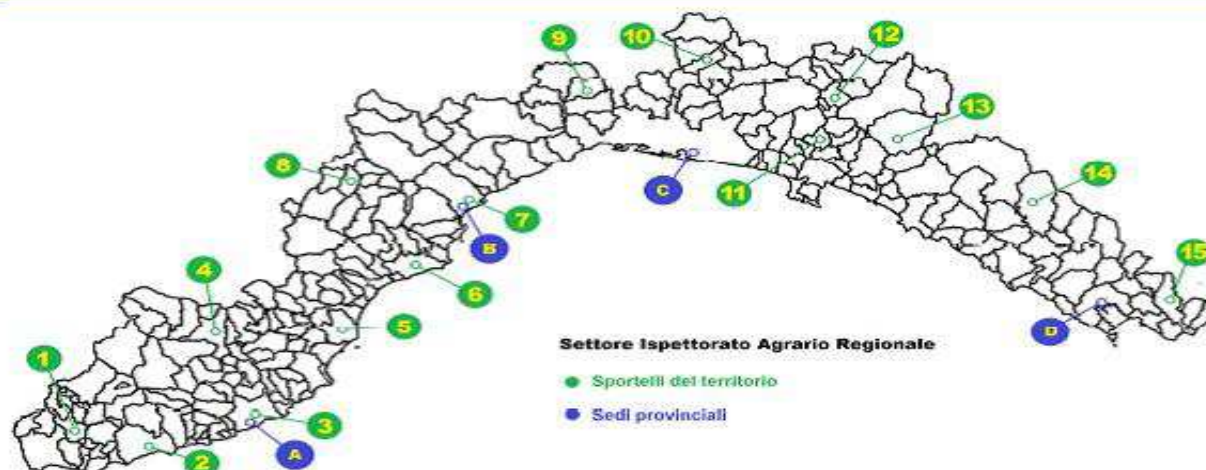 9
10
12
13
8
C
11
14
7
B
4
6
15
5
D
Settore Ispettorato Agrario Regionale
1
Sportelli del territorio
Sedi provinciali
3
A
2